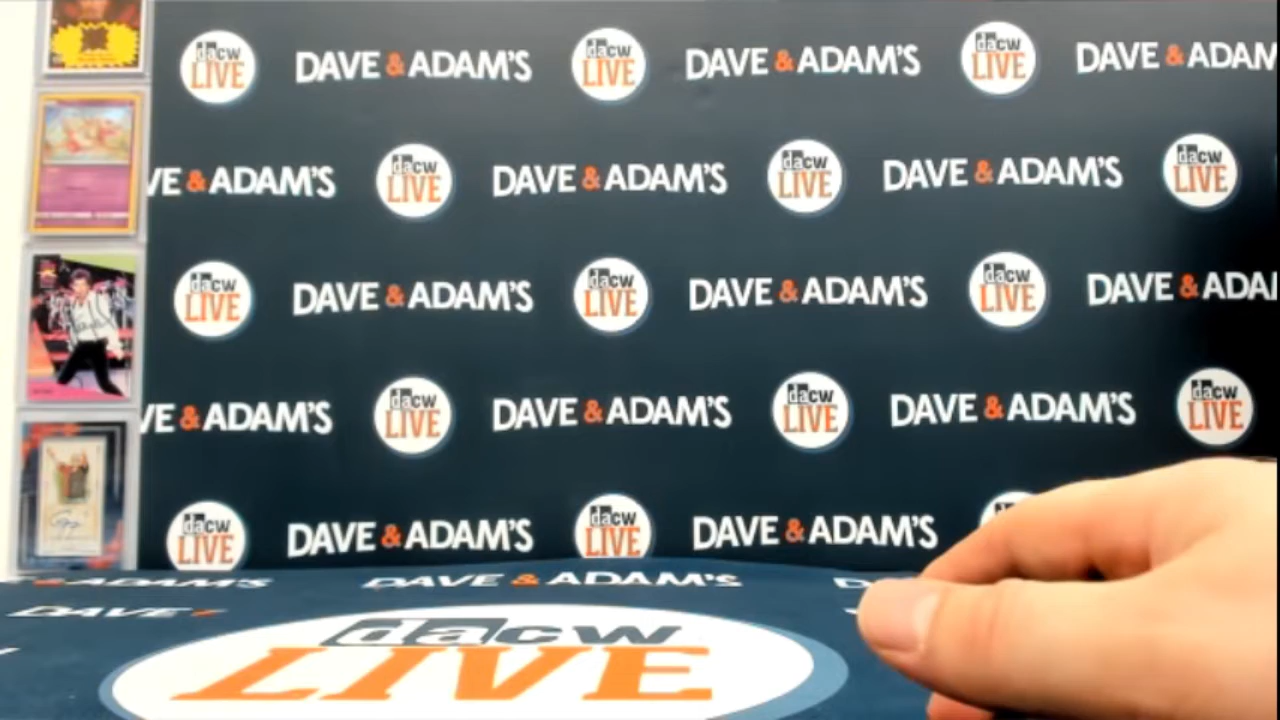 dacw LIVE DAVE & ADAM'S dacw LIVE DAVE & ADAM'S dacw LIVE DAVE & ADAM
VE & ADAM'S dacw LIVE DAVE & ADAM'S dacw LIVE DAVE & ADAM'S dacw LIVE
dacw LIVE DAVE & ADAM'S dacw LIVE DAVE & ADAM'S dacw LIVE DAVE & ADA
VE & ADAM'S dacw LIVE DAVE & ADAM'S dacw LIVE DAVE & ADAM'S dacw LIVE
dacw LIVE DAVE & ADAM'S dacw LIVE DAVE & ADAM'S dacw
& ADAM'S DAVE & ADAM'S D
DAVE &
dacw
LIVE